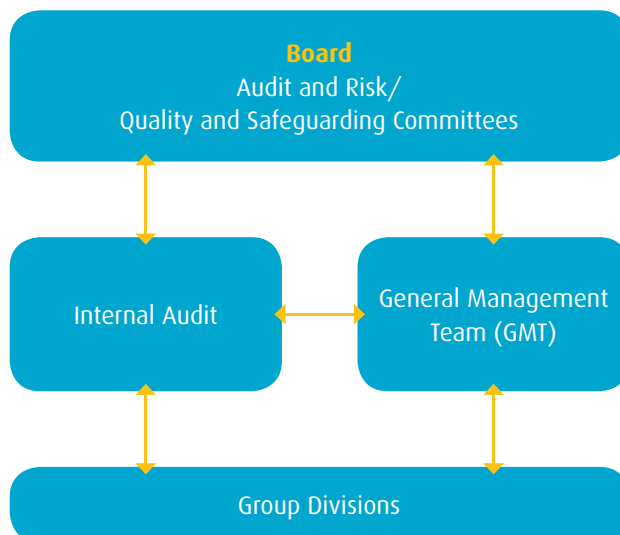 Board
Audit and Risk/
Quality and Safeguarding Committees
Internal Audit
General Management
Team (GMT)
Group Divisions